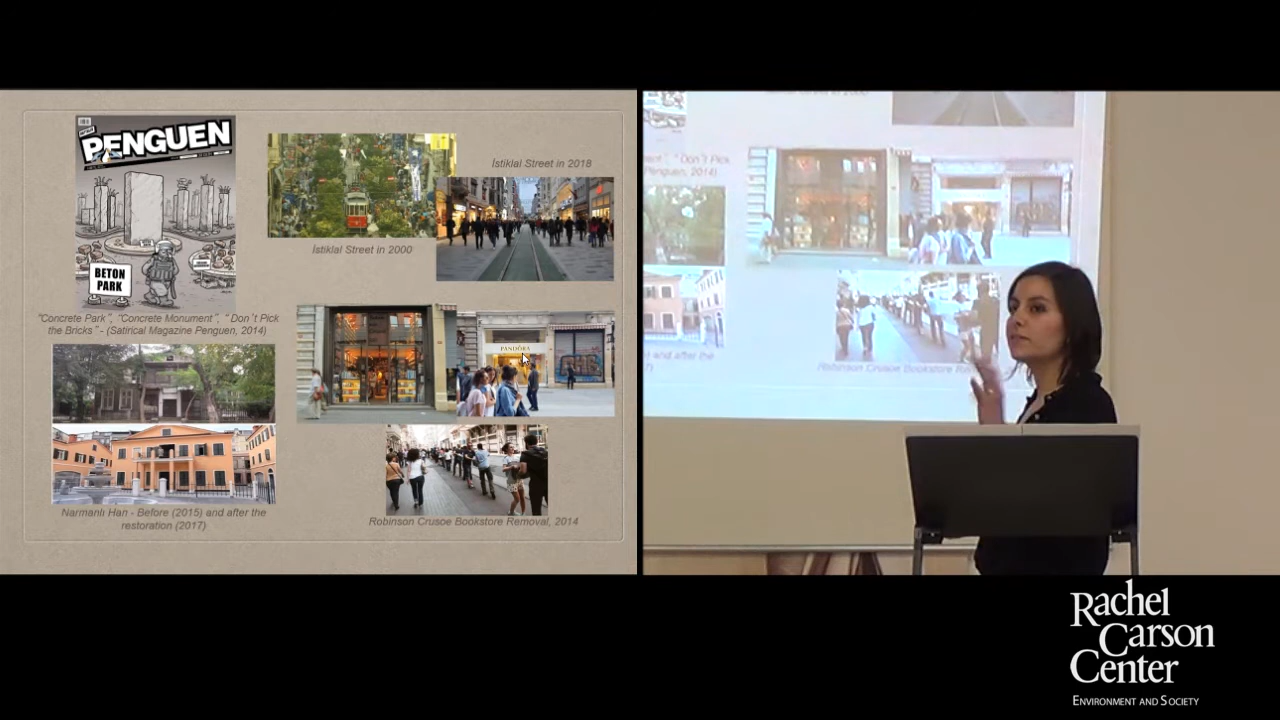 PENGUEN
BETON
PARK
"Concrete Park", "Concrete Monument", "Don't Pick
the Bricks" - (Satirical Magazine Penguen, 2014)
İstiklal Street in 2000
İstiklal Street in 2018
PANDORA
Narmanlı Han - Before (2015) and after the
restoration (2017)
Robinson Crusoe Bookstore Removal, 2014
"Don't Pick
Penguen, 2014)
and after the
Robinson Crusoe Bookstore Remo
Rachel
Carson
Center
ENVIRONMENT AND SOCIETY